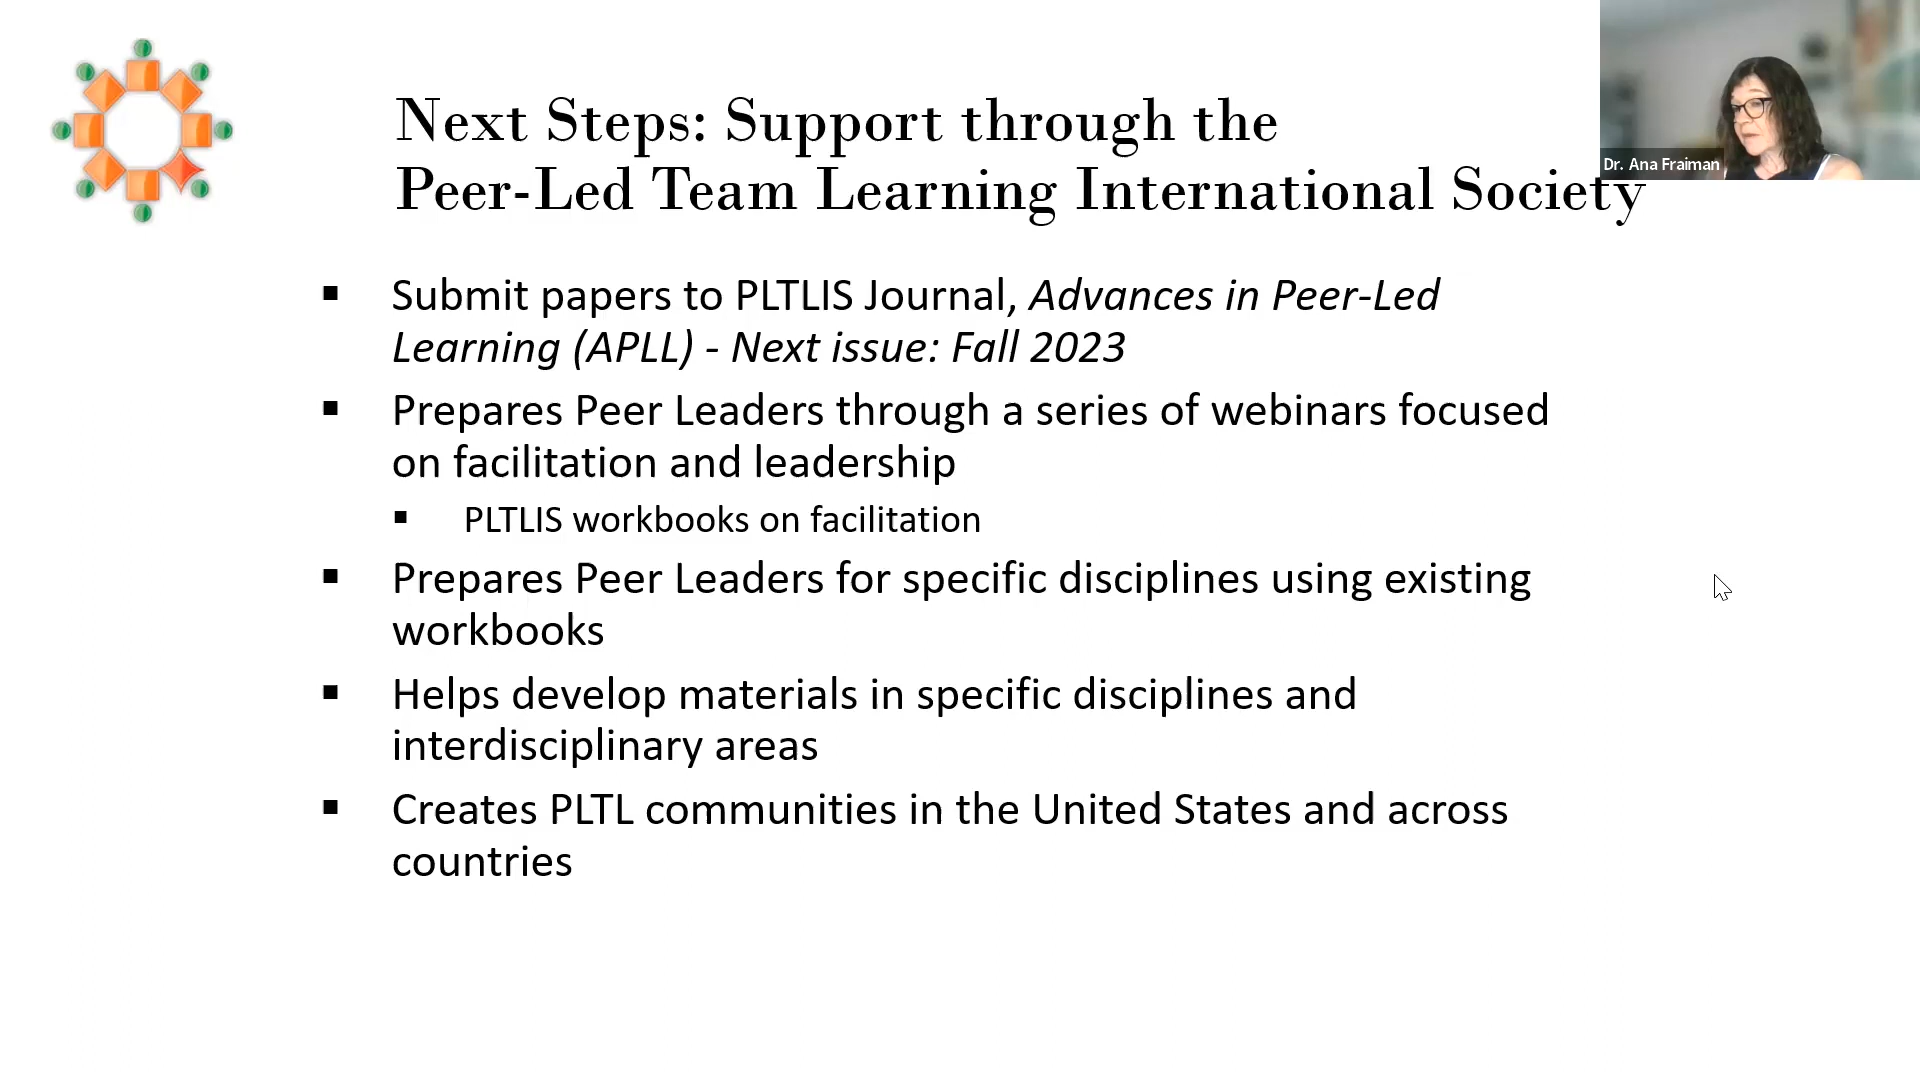 Next Steps: Support through the
Peer-Led Team Learning International Society
Dr. Ana Fraiman
▪ Submit papers to PLTLIS Journal, Advances in Peer-Led
Learning (APLL) - Next issue: Fall 2023
▪ Prepares Peer Leaders through a series of webinars focused
on facilitation and leadership
▪ PLTLIS workbooks on facilitation
▪ Prepares Peer Leaders for specific disciplines using existing
workbooks
▪ Helps develop materials in specific disciplines and
interdisciplinary areas
▪ Creates PLTL communities in the United States and across
countries